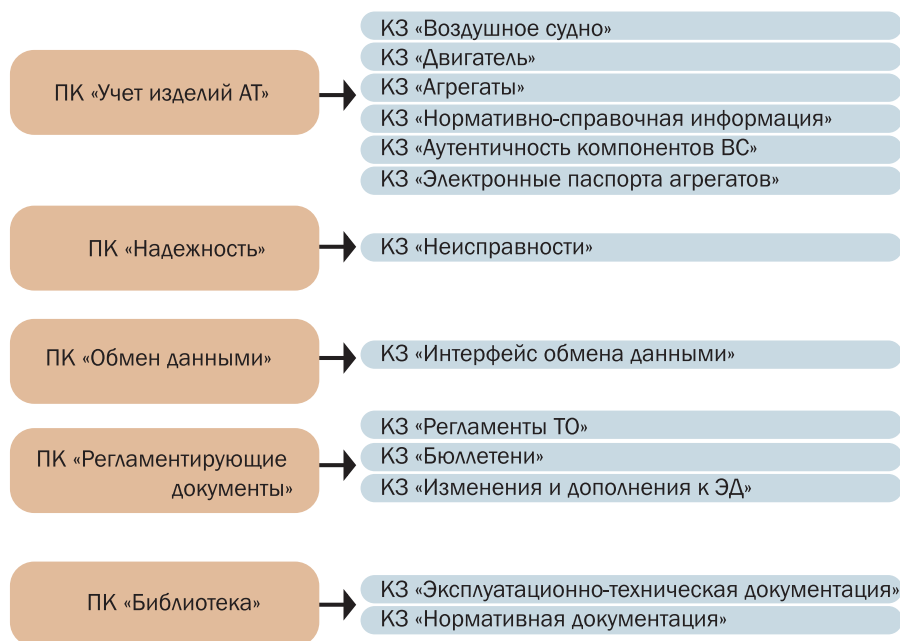 ПК «Учет изделий АТ»
КЗ «Воздушное судно»
КЗ «Двигатель»
КЗ «Агрегаты»
КЗ «Нормативно-справочная информация»
КЗ «Аутентичность компонентов ВС»
КЗ «Электронные паспорта агрегатов»
ПК «Надежность»
КЗ «Неисправности»
ПК «Обмен данными»
КЗ «Интерфейс обмена данными»
ПК «Регламентирующие
документы»
КЗ «Регламенты ТО»
КЗ «Бюллетени»
КЗ «Изменения и дополнения к ЭД»
ПК «Библиотека»
КЗ «Эксплуатационно-техническая документация»
КЗ «Нормативная документация»